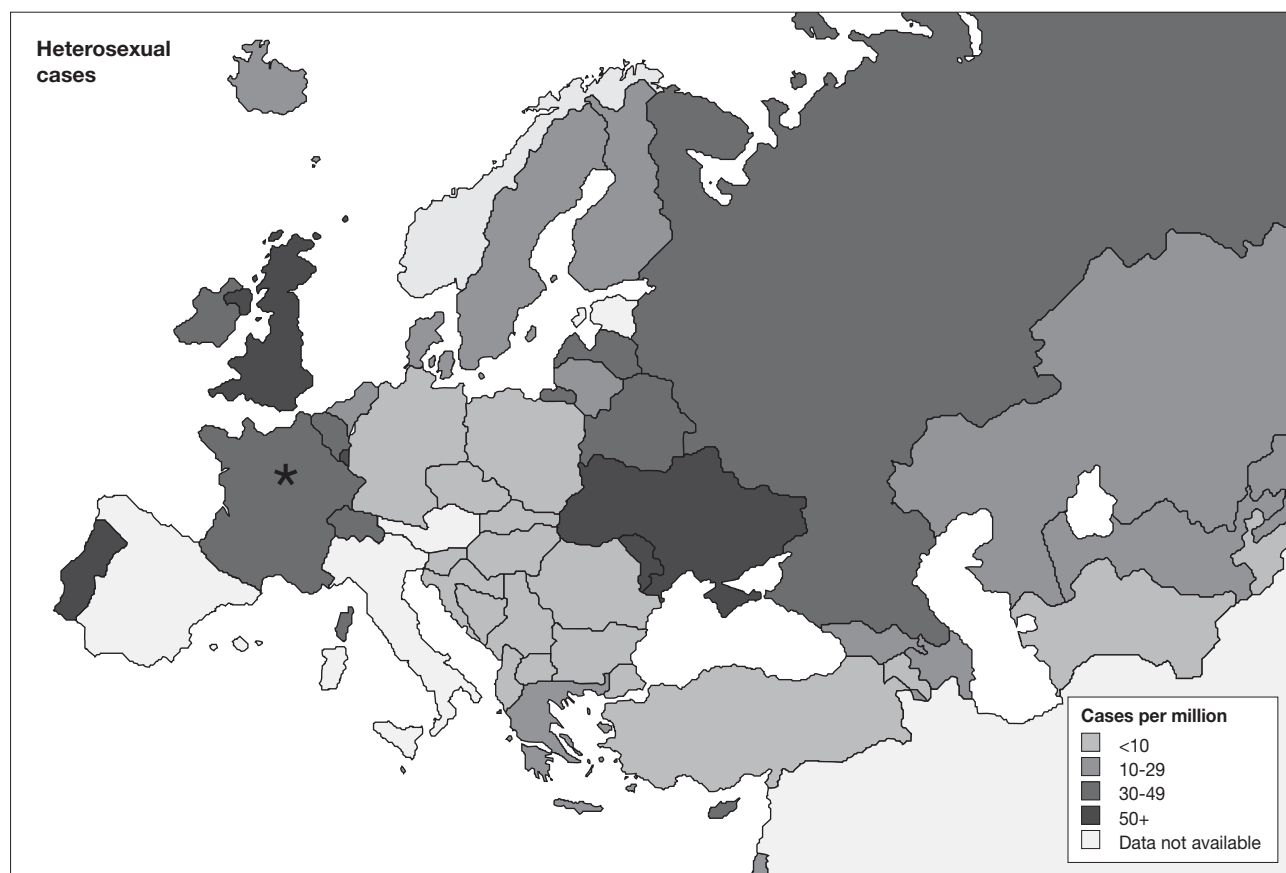 Heterosexual
cases
*
Cases per million
<10
10-29
30-49
50+
Data not available